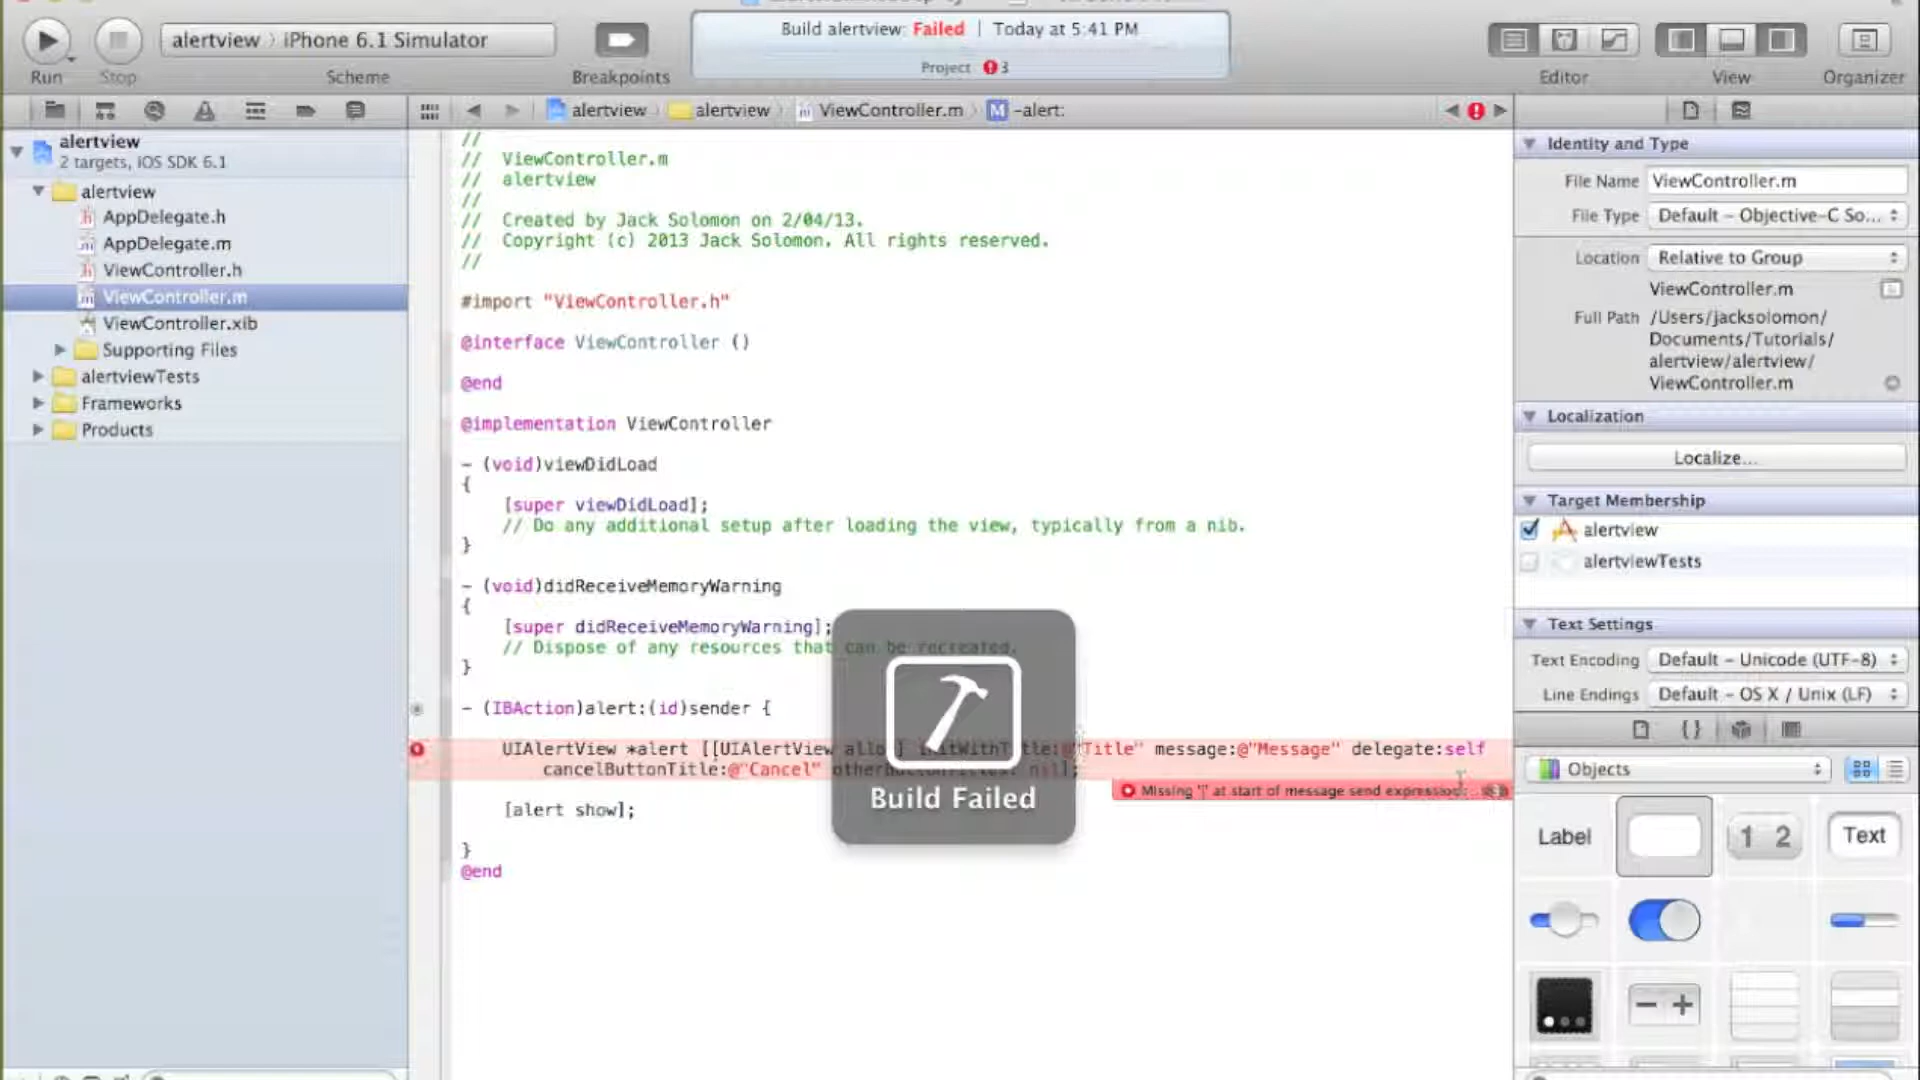 Build alertview: Failed | Today at 5:41 PM
alertview 〉 iPhone 6.1 Simulator
Project 3
Run
Stop
Scheme
Breakpoints
Editor
View
Organizer
alertview
alertview
ViewController.m
M -alert:
alertview
2 targets, iOS SDK 6.1
alertview
AppDelegate.h
AppDelegate.m
ViewController.h
ViewController.m
ViewController.xib
Supporting Files
alertviewTests
Frameworks
Products
//
// ViewController.m
// alertview
//
// Created by Jack Solomon on 2/04/13.
// Copyright (c) 2013 Jack Solomon. All rights reserved.
//
#import "ViewController.h"
@interface ViewController ()
@end
@implementation ViewController
- (void)viewDidLoad
{
[super viewDidLoad];
// Do any additional setup after loading the view, typically from a nib.
}
- (void)didReceiveMemoryWarning
{
[super didReceiveMemoryWarning];
// Dispose of any resources that can be recreated.
}
- (IBAction)alert:(id)sender {
UIAlertView *alert [[UIAlertView alloc] initWithTitle:@"Title" message:@"Message" delegate:self
cancelButtonTitle:@"Cancel" otherButtonTitles: nil];
Missing '[' at start of message send expression
[alert show];
}
@end
Build Failed
Identity and Type
File Name ViewController.m
File Type Default - Objective-C So...
Location Relative to Group
ViewController.m
Full Path /Users/jacksolomon/
Documents/Tutorials/
alertview/alertview/
ViewController.m
Localization
Localize...
Target Membership
alertview
alertviewTests
Text Settings
Text Encoding Default - Unicode (UTF-8)
Line Endings Default - OS X / Unix (LF)
{}
Objects
Label
1 2
Text